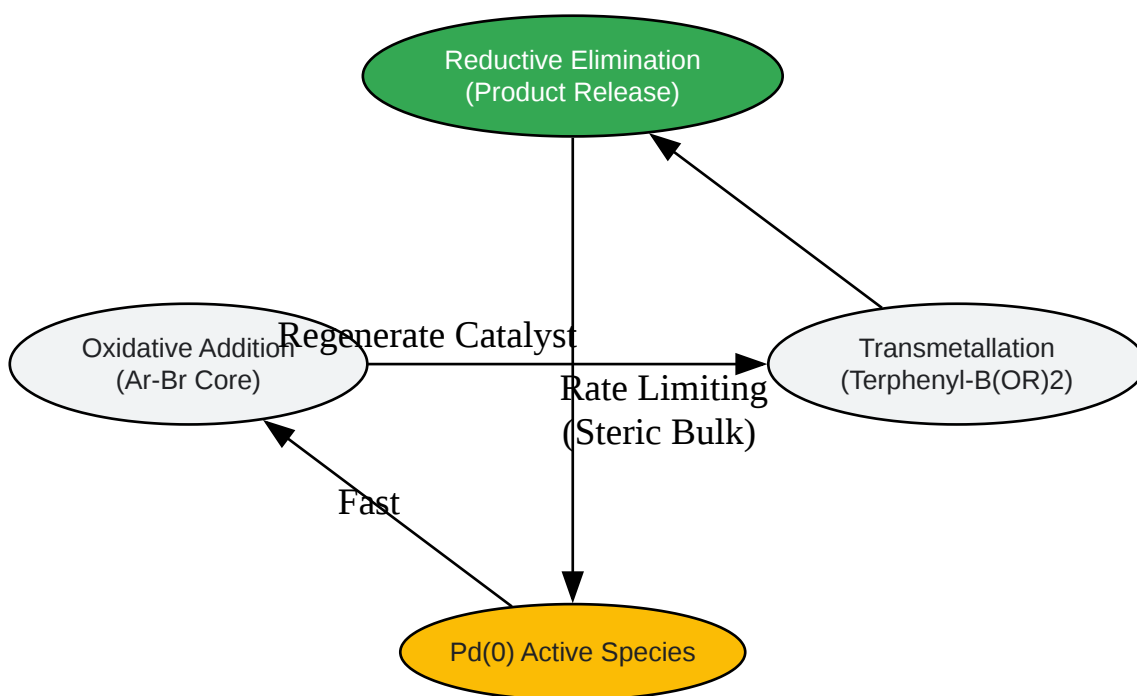 Reductive Elimination
(Product Release)
Regenerate Catalyst
Oxidative Addition
(Ar-Br Core)
Transmetallation
(Terphenyl-B(OR)2)
Rate Limiting
(Steric Bulk)
Fast
Pd(0) Active Species